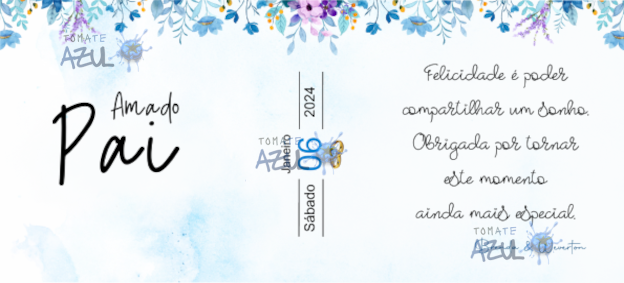 TOMATE
AZUL
Amado
Pai
Sábado
06
Janeiro
2024
TOMATE
AZUL
Felicidade é poder
compartilhar um sonho.
Obrigada por tornar
este momento
ainda mais especial.
TOMATE
AZUL